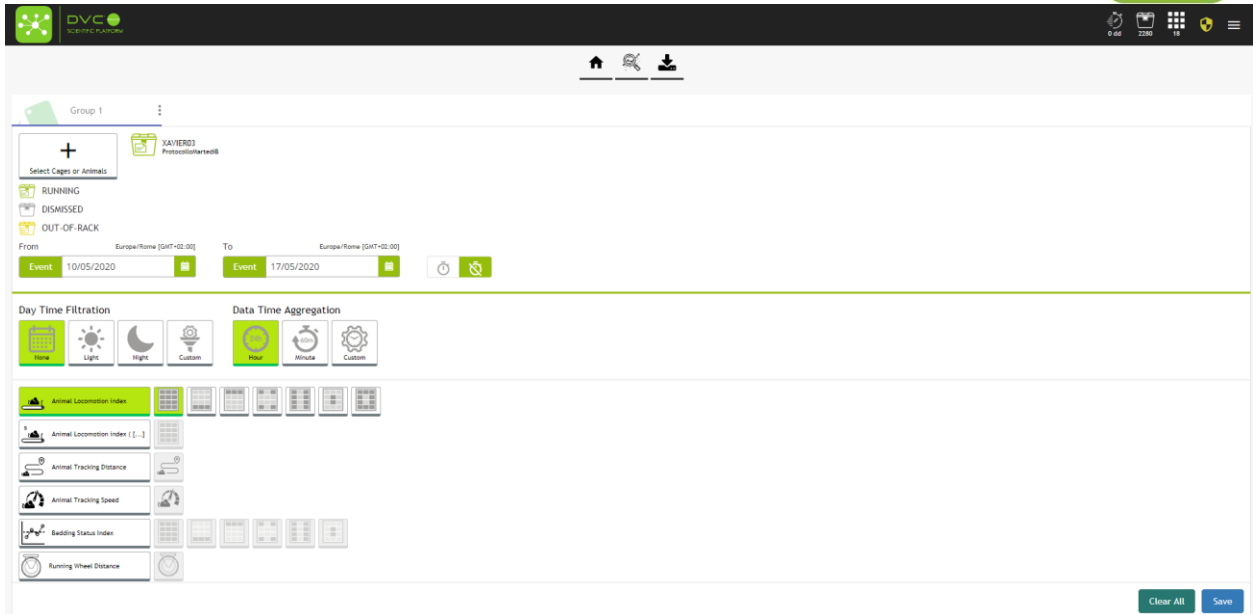 DVC
SCIENTIFIC PLATFORM
0 dd
2280
18
Group 1
XAVIER03
ProtocolloMartedìB
Select Cages or Animals
RUNNING
DISMISSED
OUT-OF-RACK
From Europe/Rome [GMT+02:00] To Europe/Rome [GMT+02:00]
Event 10/05/2020 Event 17/05/2020
Day Time Filtration Data Time Aggregation
24h 60m
None Light Night Custom Hour Minute Custom
Animal Locomotion Index
Animal Locomotion Index ( [...]
Animal Tracking Distance
Animal Tracking Speed
Bedding Status Index
Running Wheel Distance
Clear All Save